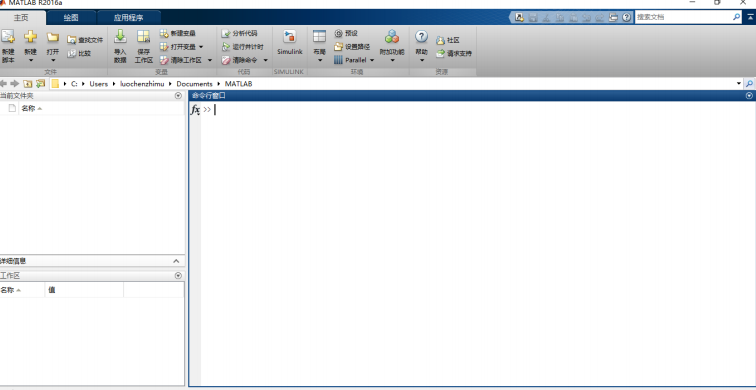 MATLAB R2016a
主页 绘图 应用程序
搜索文档
新建脚本 新建 打开 查找文件 比较
导入数据 保存工作区 新建变量 打开变量 清除工作区
分析代码 运行并计时 清除命令
Simulink 布局 预设 设置路径 Parallel 附加功能
帮助 社区 请求支持
文件 变量 代码 SIMULINK 环境 资源
C: Users luochenzhimu Documents MATLAB
当前文件夹
名称
命令行窗口
fx >>
详细信息
工作区
名称 值